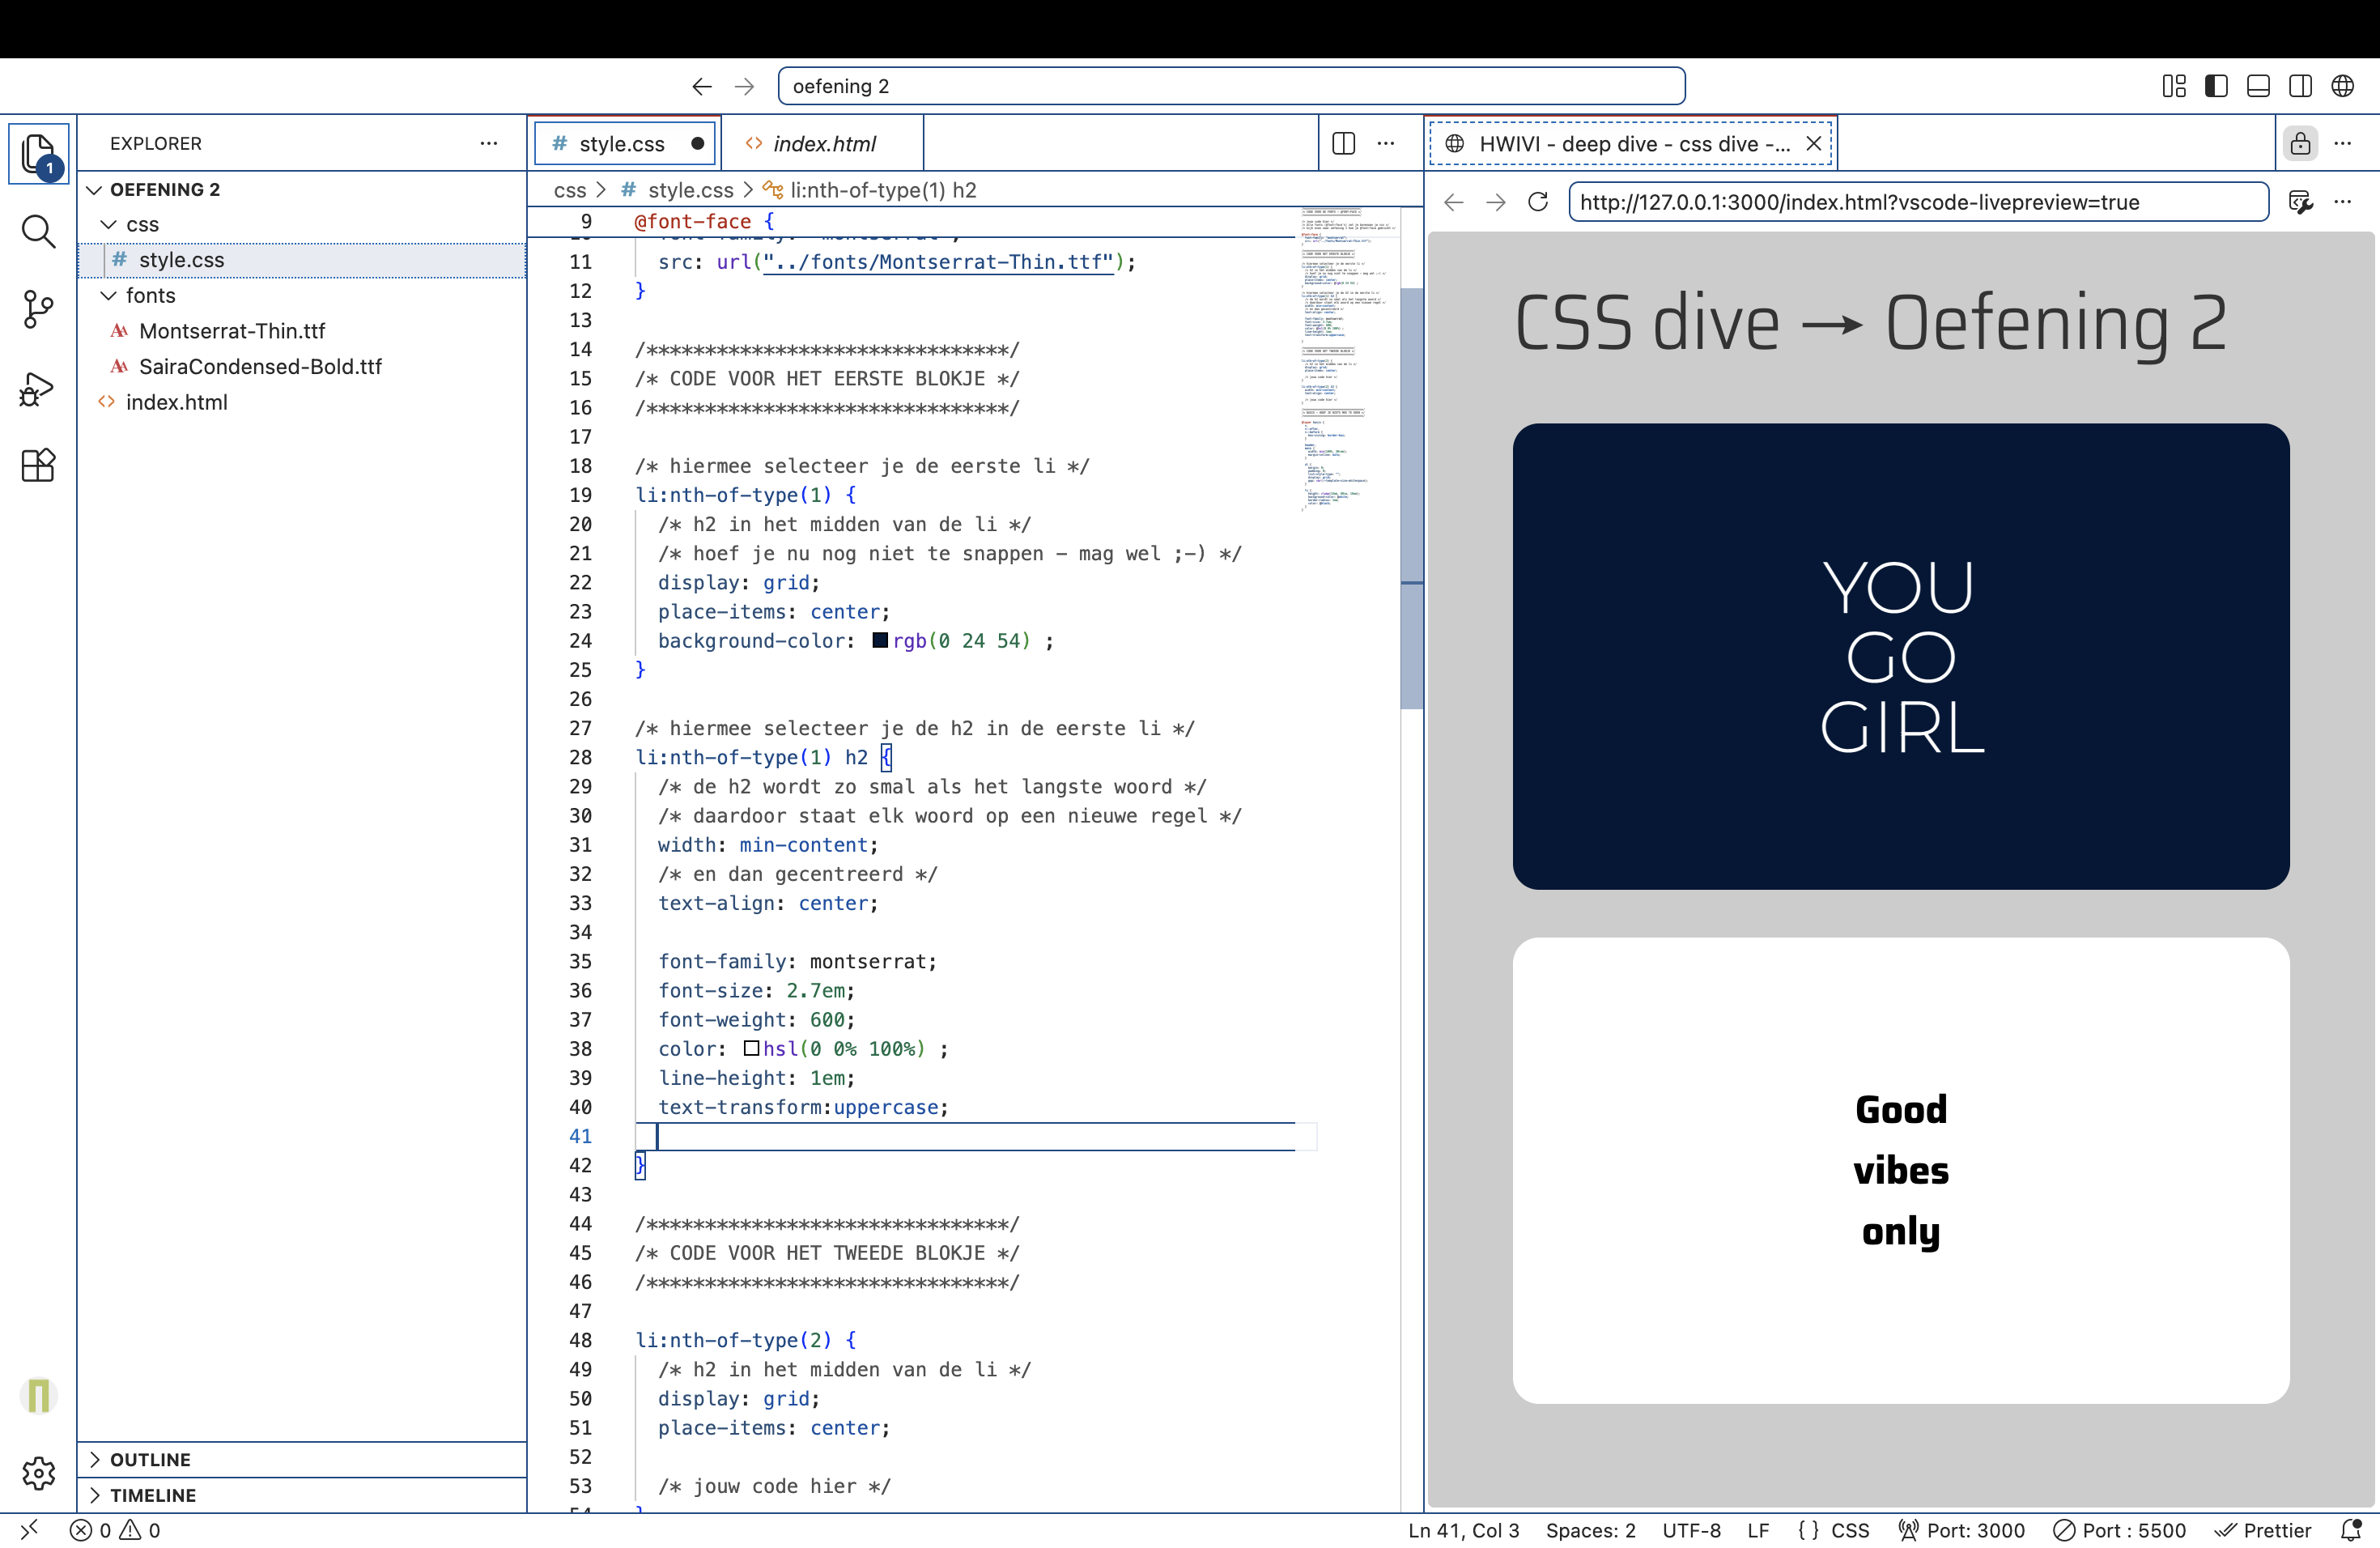 oefening 2
EXPLORER
1
OEFENING 2
css
# style.css
fonts
Montserrat-Thin.ttf
SairaCondensed-Bold.ttf
<> index.html
OUTLINE
TIMELINE
# style.css
<> index.html
css > # style.css > li:nth-of-type(1) h2
9 @font-face {
11 src: url("../fonts/Montserrat-Thin.ttf");
12 }
13
14 /*******************************/
15 /* CODE VOOR HET EERSTE BLOKJE */
16 /*******************************/
17
18 /* hiermee selecteer je de eerste li */
19 li:nth-of-type(1) {
20 /* h2 in het midden van de li */
21 /* hoef je nu nog niet te snappen - mag wel ;-) */
22 display: grid;
23 place-items: center;
24 background-color: rgb(0 24 54) ;
25 }
26
27 /* hiermee selecteer je de h2 in de eerste li */
28 li:nth-of-type(1) h2 {
29 /* de h2 wordt zo smal als het langste woord */
30 /* daardoor staat elk woord op een nieuwe regel */
31 width: min-content;
32 /* en dan gecentreerd */
33 text-align: center;
34
35 font-family: montserrat;
36 font-size: 2.7em;
37 font-weight: 600;
38 color: hsl(0 0% 100%) ;
39 line-height: 1em;
40 text-transform:uppercase;
41
42 }
43
44 /*******************************/
45 /* CODE VOOR HET TWEEDE BLOKJE */
46 /*******************************/
47
48 li:nth-of-type(2) {
49 /* h2 in het midden van de li */
50 display: grid;
51 place-items: center;
52
53 /* jouw code hier */
HWIVI - deep dive - css dive -...
http://127.0.0.1:3000/index.html?vscode-livepreview=true
CSS dive → Oefening 2
YOU
GO
GIRL
Good
vibes
only
0 0
Ln 41, Col 3 Spaces: 2 UTF-8 LF { } CSS Port: 3000 Port : 5500 Prettier